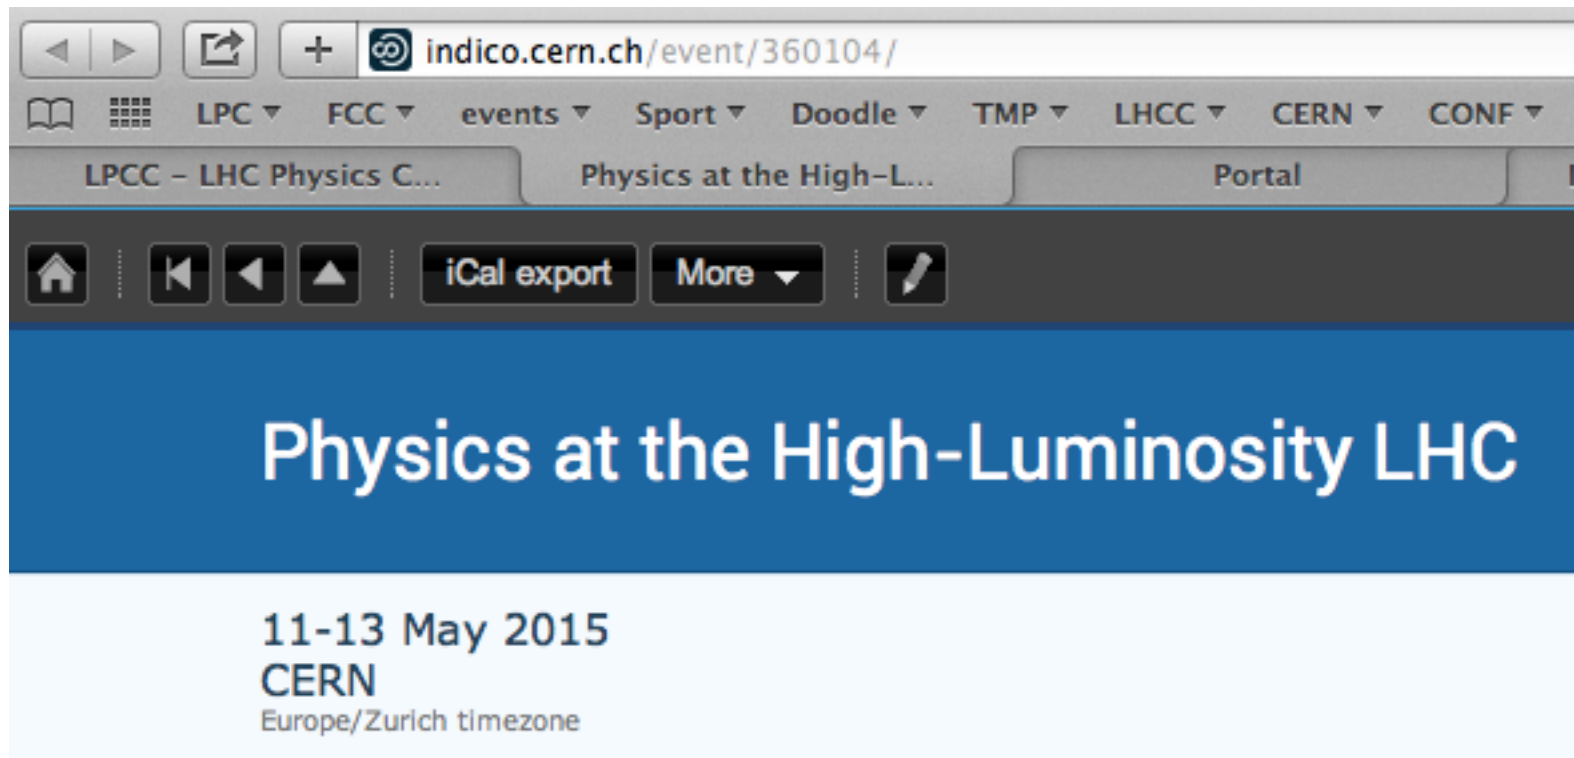 indico.cern.ch/event/360104/
LPC FCC events Sport Doodle TMP LHCC CERN CONF
LPCC – LHC Physics C... Physics at the High–L... Portal
iCal export More
Physics at the High-Luminosity LHC
11-13 May 2015
CERN
Europe/Zurich timezone